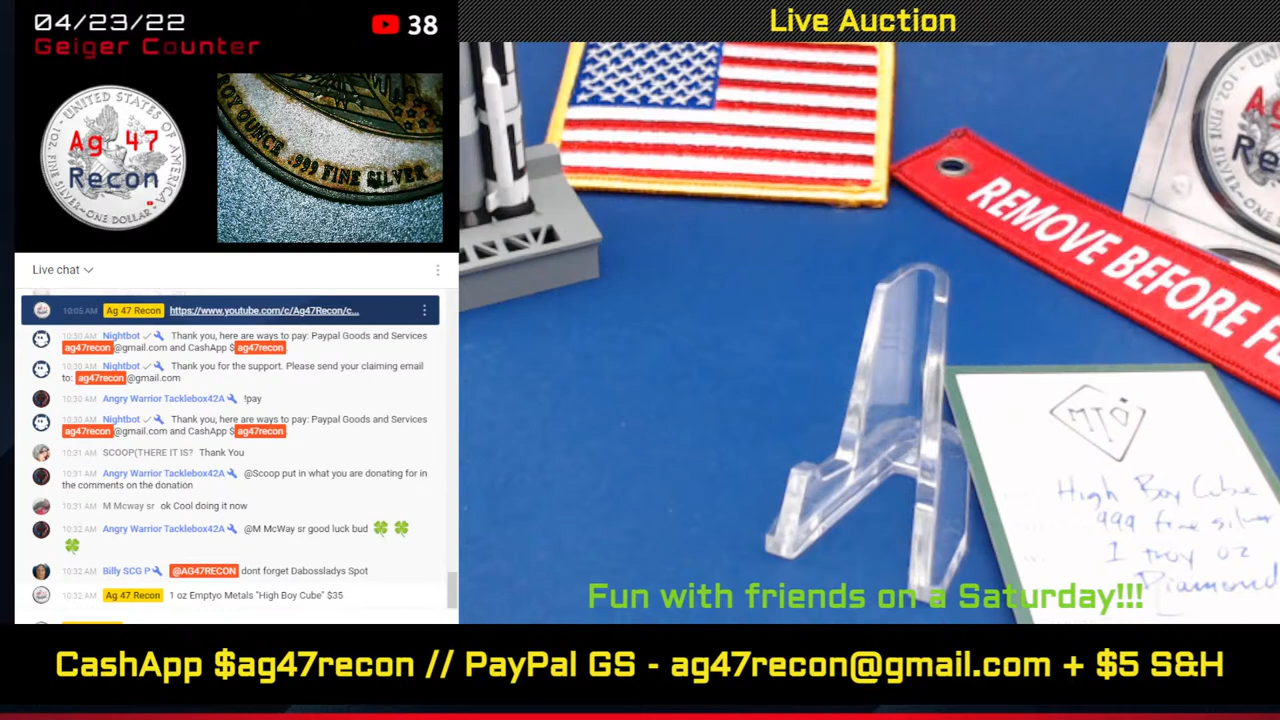 04/23/22
Geiger Counter
38
Live Auction
UNITED STATES OF AMERICA
1 OZ. FINE SILVER~ONE DOLLAR
Ag 47
Recon
OY OUNCE .999 FINE SILVER
Live chat
10:05 AM Ag 47 Recon https://www.youtube.com/c/Ag47Recon/c...
10:30 AM Nightbot Thank you, here are ways to pay: Paypal Goods and Services
ag47recon@gmail.com and CashApp $ag47recon
10:30 AM Nightbot Thank you for the support. Please send your claiming email
to: ag47recon@gmail.com
10:30 AM Angry Warrior Tacklebox42A !pay
10:30 AM Nightbot Thank you, here are ways to pay: Paypal Goods and Services
ag47recon@gmail.com and CashApp $ag47recon
10:31 AM SCOOP(THERE IT IS? Thank You
10:31 AM Angry Warrior Tacklebox42A @Scoop put in what you are donating for in
the comments on the donation
10:31 AM M Mcway sr ok Cool doing it now
10:32 AM Angry Warrior Tacklebox42A @M McWay sr good luck bud
10:32 AM Billy SCG P @AG47RECON dont forget Dabossladys Spot
10:32 AM Ag 47 Recon 1 oz Emptyo Metals "High Boy Cube" $35
REMOVE BEFORE F
MTO
High Boy Cube
999 fine silver
1 troy oz
Diamond
Fun with friends on a Saturday!!!
CashApp $ag47recon // PayPal GS - ag47recon@gmail.com + $5 S&H